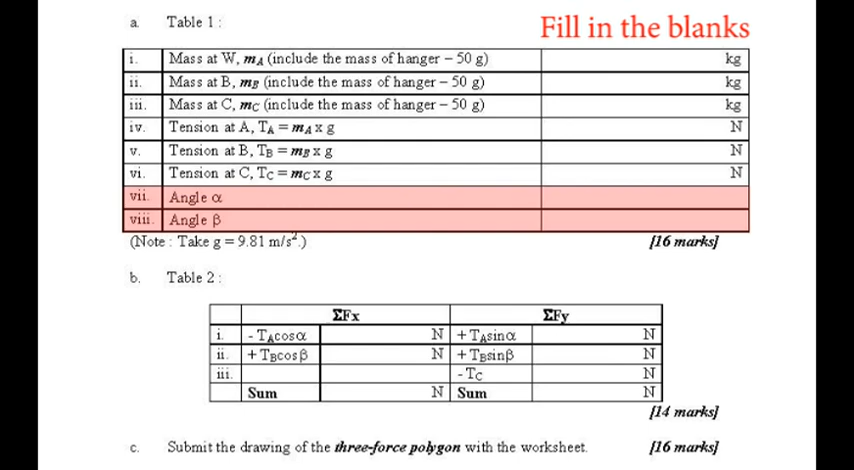 a. Table 1 : Fill in the blanks
i. Mass at W, mA (include the mass of hanger – 50 g) kg
ii. Mass at B, mB (include the mass of hanger – 50 g) kg
iii. Mass at C, mC (include the mass of hanger – 50 g) kg
iv. Tension at A, TA = mA x g N
v. Tension at B, TB = mB x g N
vi. Tension at C, TC = mC x g N
vii. Angle α
viii. Angle β
(Note : Take g = 9.81 m/s².) [16 marks]
b. Table 2 :
ΣFx ΣFy
i. - TAcosα N + TAsinα N
ii. + TBcosβ N + TBsinβ N
iii. - TC N
Sum N Sum N
[14 marks]
c. Submit the drawing of the three-force polygon with the worksheet. [16 marks]